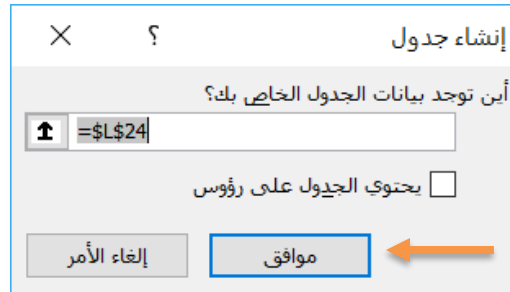 إنشاء جدول ؟
أين توجد بيانات الجدول الخاص بك؟
=$L$24
يحتوي الجدول على رؤوس
موافق
إلغاء الأمر